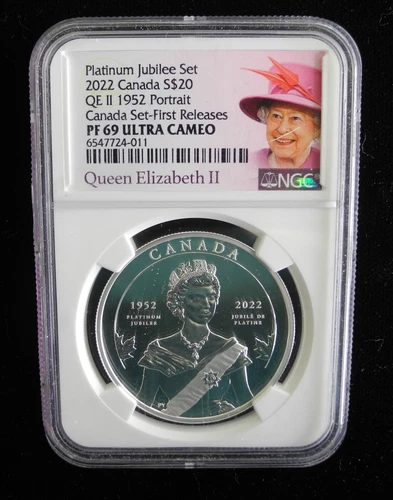 Platinum Jubilee Set
2022 Canada S$20
QE II 1952 Portrait
Canada Set-First Releases
PF 69 ULTRA CAMEO
6547724-011
Queen Elizabeth II
NGC
CANADA
1952 2022
PLATINUM JUBILÉ DE
JUBILEE PLATINE